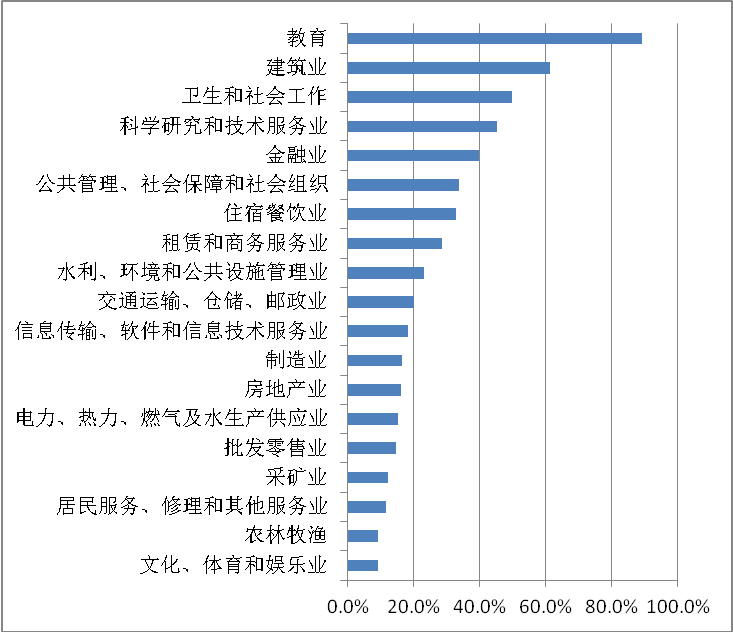 教育
建筑业
卫生和社会工作
科学研究和技术服务业
金融业
公共管理、社会保障和社会组织
住宿餐饮业
租赁和商务服务业
水利、环境和公共设施管理业
交通运输、仓储、邮政业
信息传输、软件和信息技术服务业
制造业
房地产业
电力、热力、燃气及水生产供应业
批发零售业
采矿业
居民服务、修理和其他服务业
农林牧渔
文化、体育和娱乐业
0.0% 20.0% 40.0% 60.0% 80.0% 100.0%